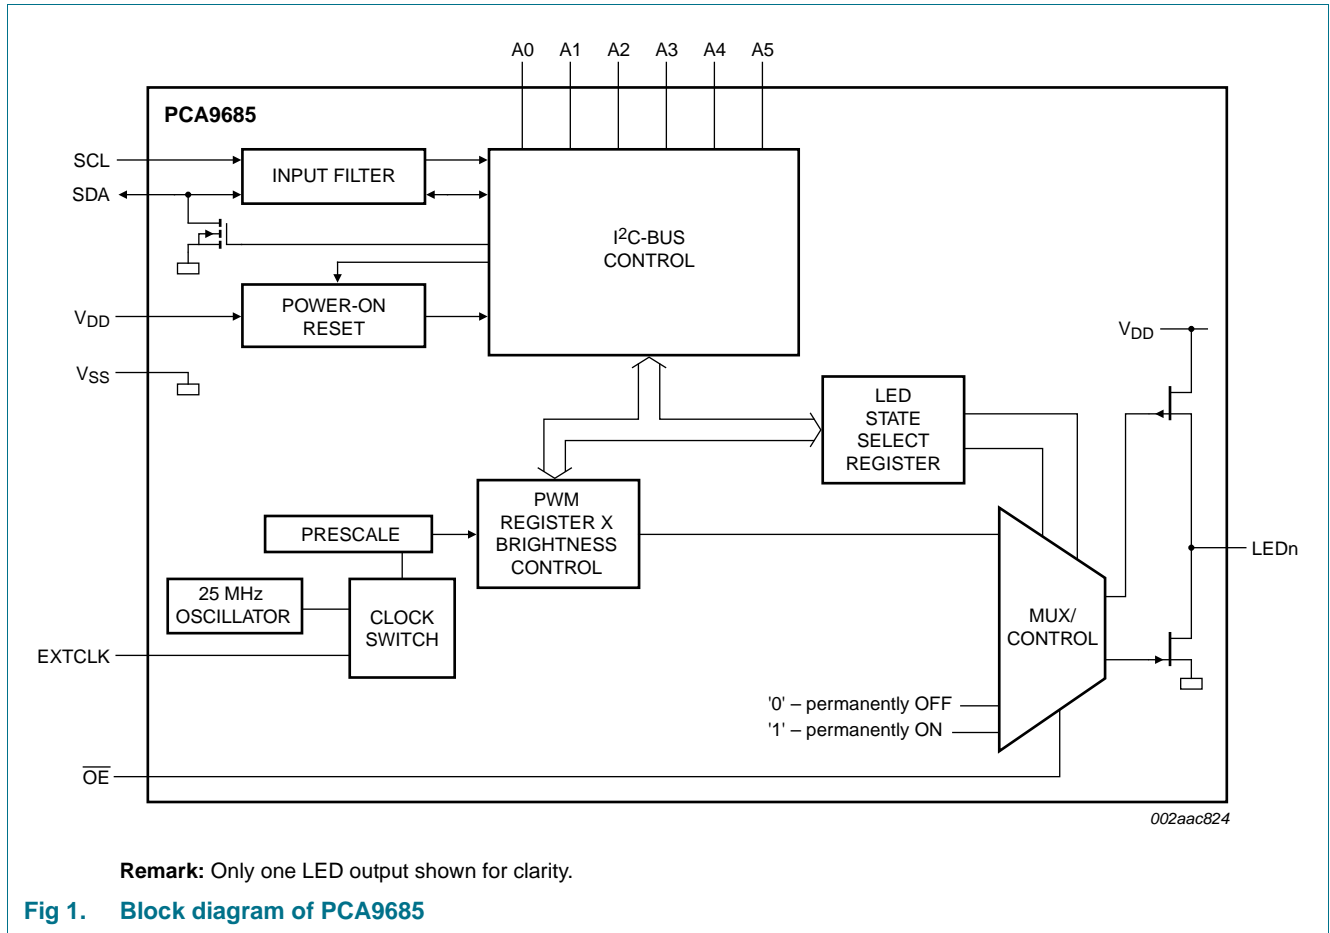 A0 A1 A2 A3 A4 A5
PCA9685
SCL
SDA
INPUT FILTER
I2C-BUS
CONTROL
POWER-ON
RESET
VDD
VSS
VDD
LED
STATE
SELECT
REGISTER
PWM
REGISTER X
BRIGHTNESS
CONTROL
PRESCALE
25 MHz
OSCILLATOR
CLOCK
SWITCH
EXTCLK
MUX/
CONTROL
LEDn
'0' – permanently OFF
'1' – permanently ON
OE
002aac824
Remark: Only one LED output shown for clarity.
Fig 1. Block diagram of PCA9685